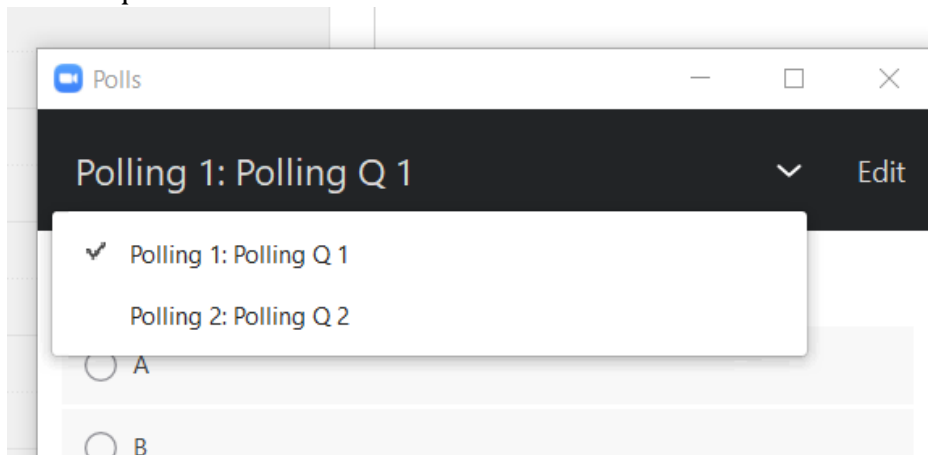 Polls
Polling 1: Polling Q 1
Edit
Polling 1: Polling Q 1
Polling 2: Polling Q 2
A
B